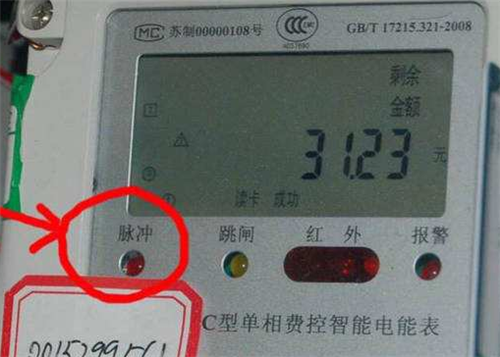 MC 苏制00000108号 CCC GB/T 17215.321-2008
剩余
金额
31.23 元
读卡 成功
脉冲 跳闸 红 外 报警
C型单相费控智能电能表